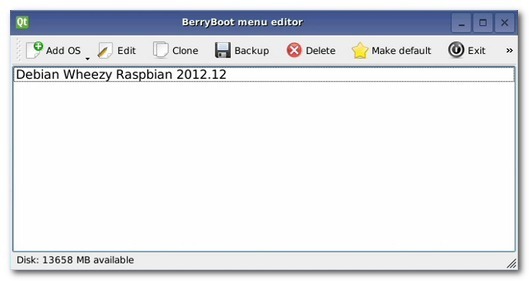 Qt BerryBoot menu editor
Add OS Edit Clone Backup Delete Make default Exit »
Debian Wheezy Raspbian 2012.12
Disk: 13658 MB available